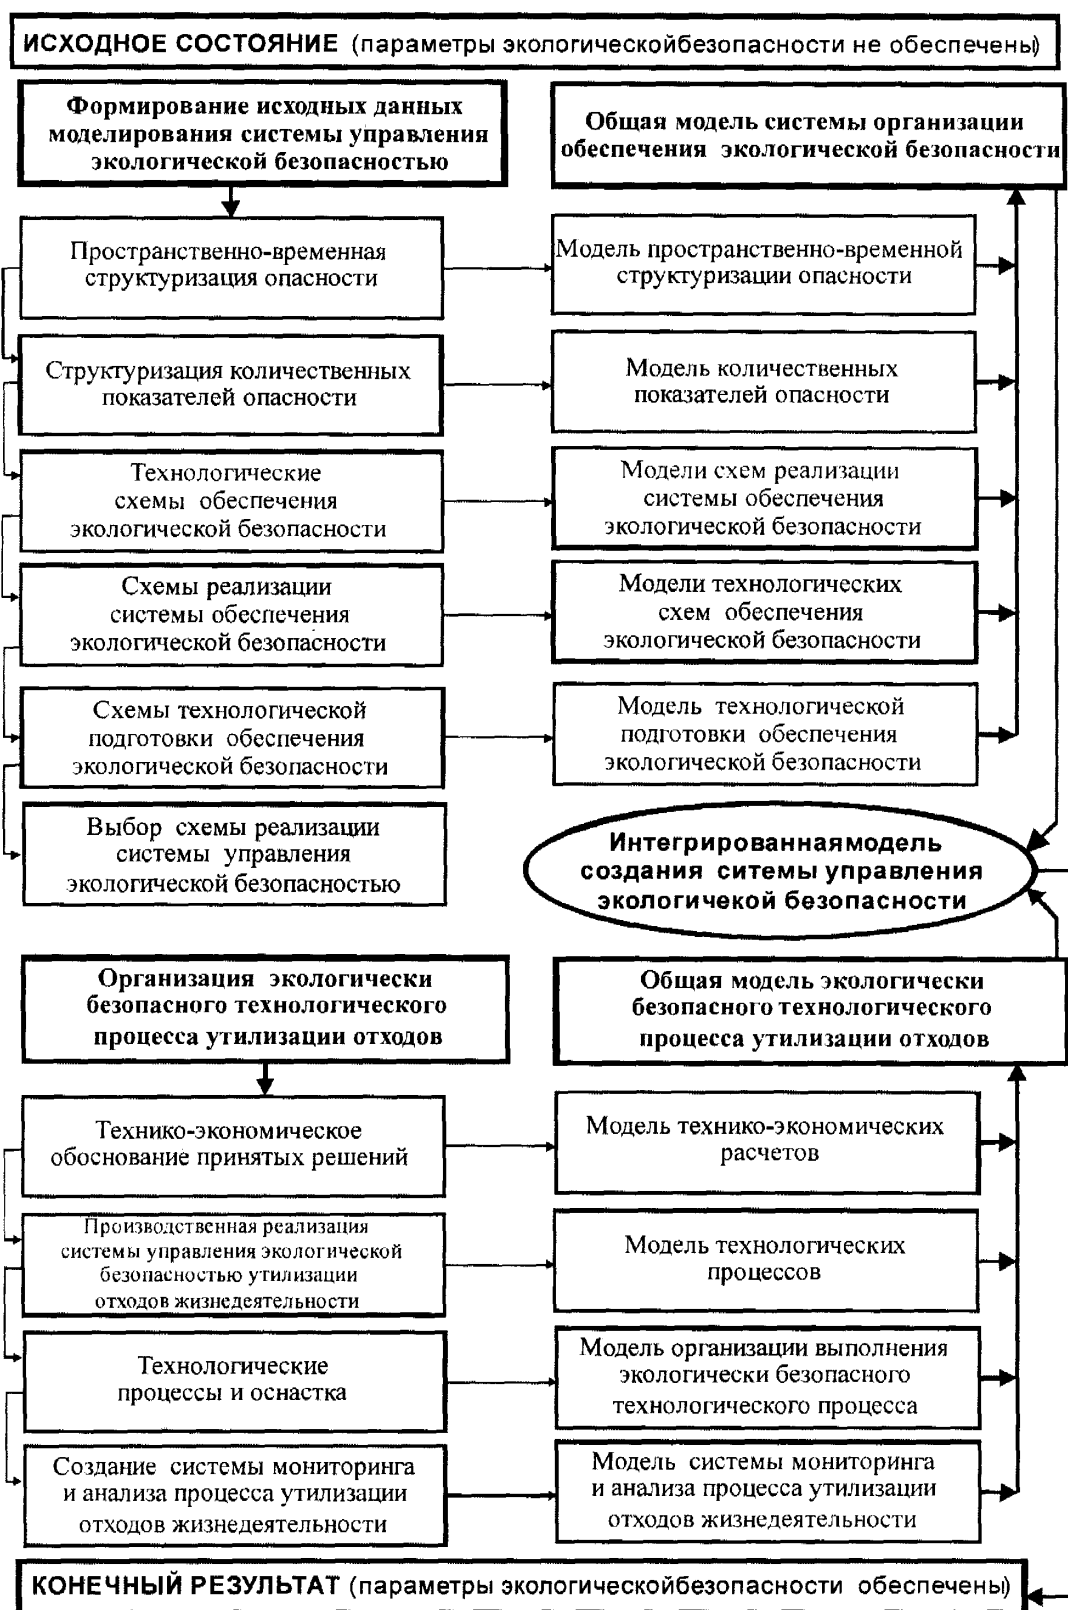 ИСХОДНОЕ СОСТОЯНИЕ (параметры экологическойбезопасности не обеспечены)
Формирование исходных данных
моделирования системы управления
экологической безопасностью
Общая модель системы организации
обеспечения экологической безопасности
Пространственно-временная
структуризация опасности
Модель пространственно-временной
структуризации опасности
Структуризация количественных
показателей опасности
Модель количественных
показателей опасности
Технологические
схемы обеспечения
экологической безопасности
Модели схем реализации
системы обеспечения
экологической безопасности
Схемы реализации
системы обеспечения
экологической безопасности
Модели технологических
схем обеспечения
экологической безопасности
Схемы технологической
подготовки обеспечения
экологической безопасности
Модель технологической
подготовки обеспечения
экологической безопасности
Выбор схемы реализации
системы управления
экологической безопасностью
Интегрированнаямодель
создания ситемы управления
экологичекой безопасности
Организация экологически
безопасного технологического
процесса утилизации отходов
Общая модель экологически
безопасного технологического
процесса утилизации отходов
Технико-экономическое
обоснование принятых решений
Модель технико-экономических
расчетов
Производственная реализация
системы управления экологической
безопасностью утилизации
отходов жизнедеятельности
Модель технологических
процессов
Технологические
процессы и оснастка
Модель организации выполнения
экологически безопасного
технологического процесса
Создание системы мониторинга
и анализа процесса утилизации
отходов жизнедеятельности
Модель системы мониторинга
и анализа процесса утилизации
отходов жизнедеятельности
КОНЕЧНЫЙ РЕЗУЛЬТАТ (параметры экологическойбезопасности обеспечены)